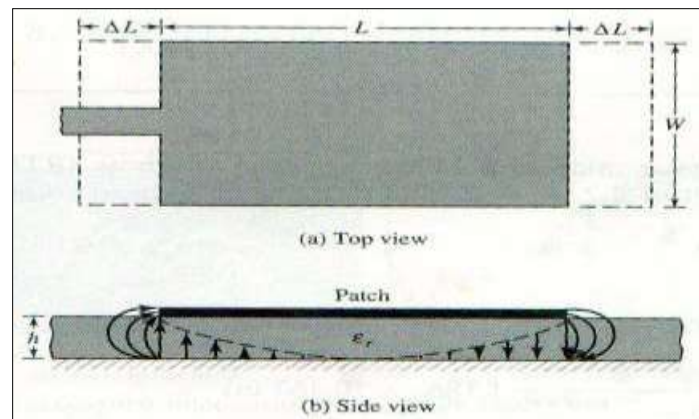 ΔL L ΔL
W
(a) Top view
Patch
h
εr
(b) Side view